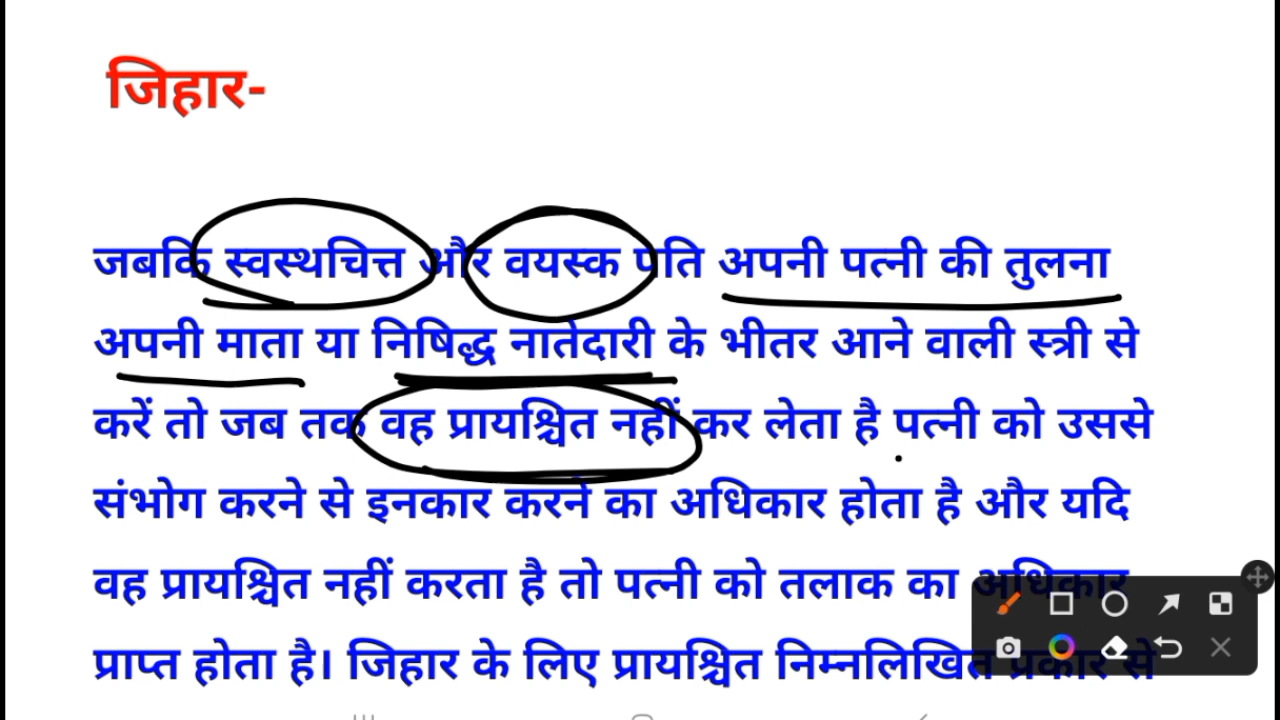 जिहार-
जबकि स्वस्थचित्त और वयस्क पति अपनी पत्नी की तुलना
अपनी माता या निषिद्ध नातेदारी के भीतर आने वाली स्त्री से
करें तो जब तक वह प्रायश्चित नहीं कर लेता है पत्नी को उससे
संभोग करने से इनकार करने का अधिकार होता है और यदि
वह प्रायश्चित नहीं करता है तो पत्नी को तलाक का अधिकार
प्राप्त होता है। जिहार के लिए प्रायश्चित निम्नलिखित प्रकार से